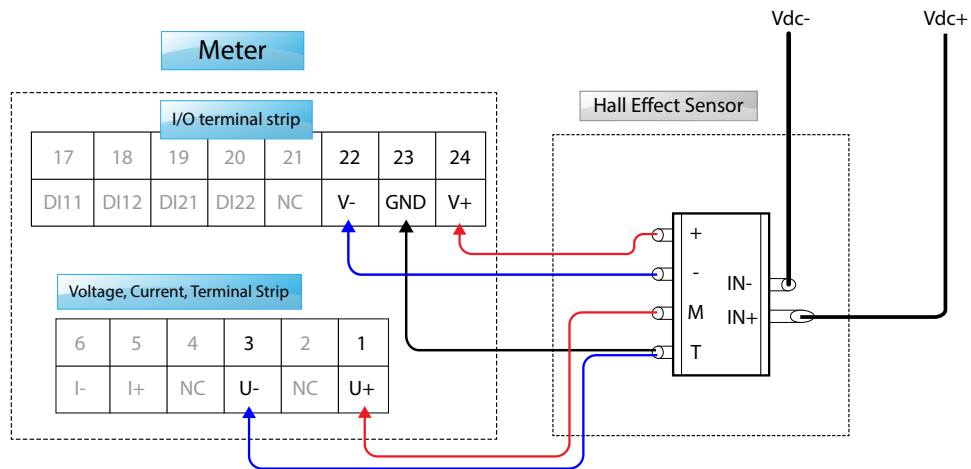 Vdc- Vdc+
Meter
Hall Effect Sensor
I/O terminal strip
17 18 19 20 21 22 23 24
DI11 DI12 DI21 DI22 NC V- GND V+
+
-
IN-
M IN+
T
Voltage, Current, Terminal Strip
6 5 4 3 2 1
I- I+ NC U- NC U+